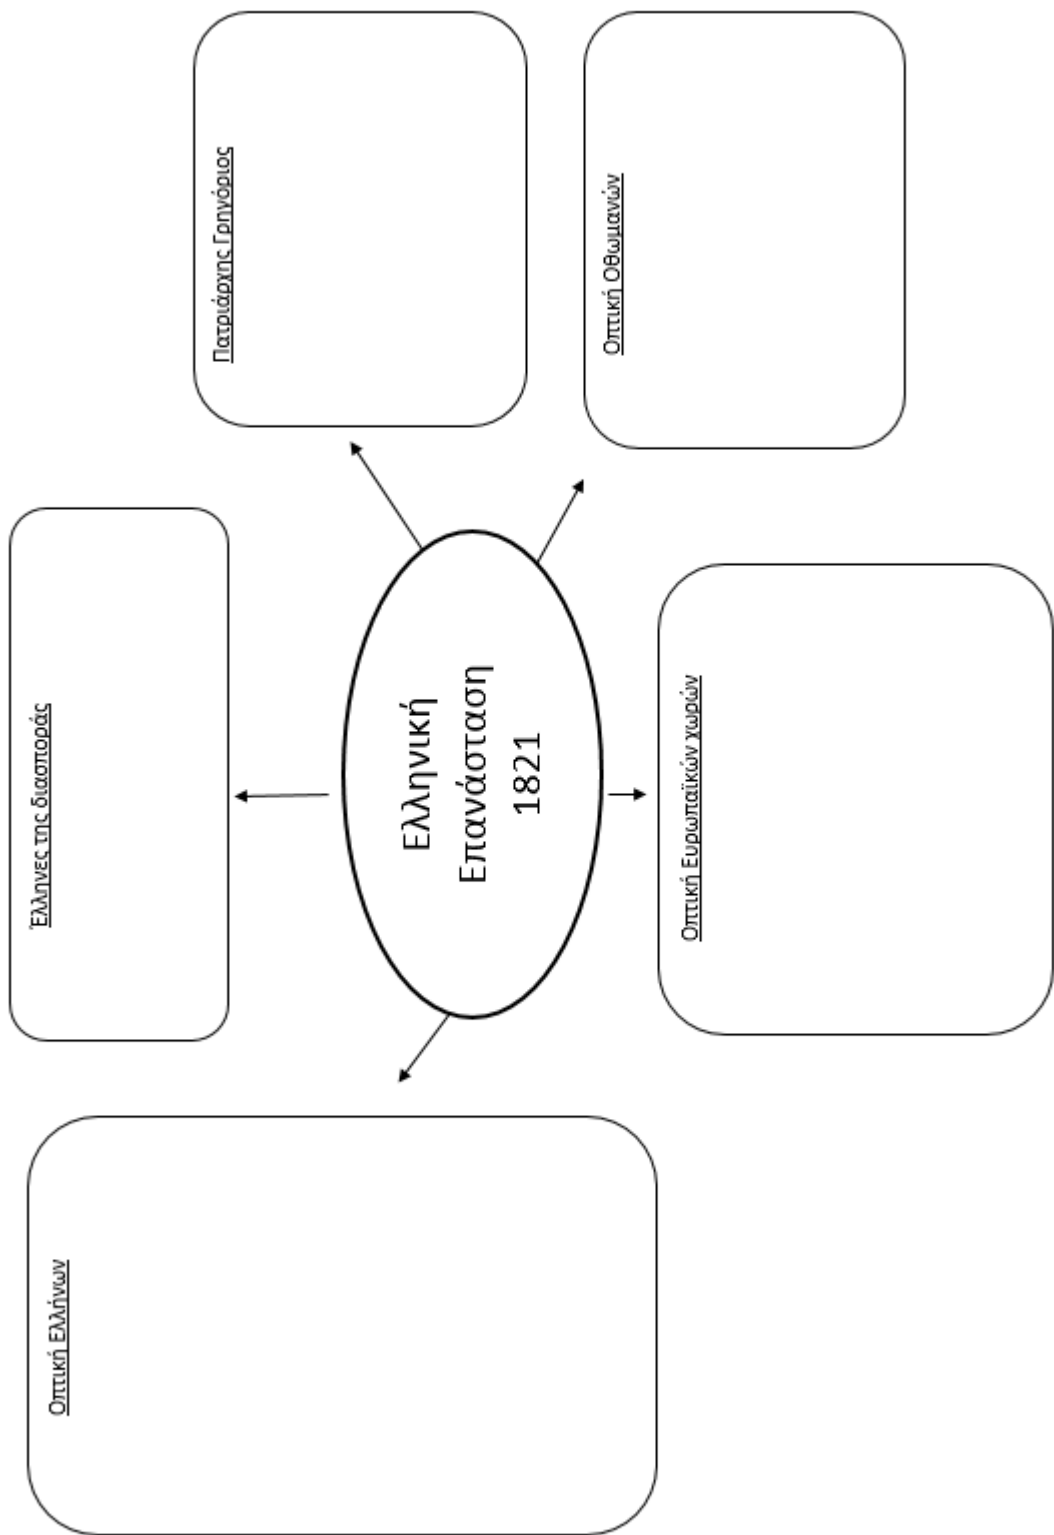 Οπτική Ελλήνων
Έλληνες της διασποράς
Πατριάρχης Γρηγόριος
Ελληνική
Επανάσταση
1821
Οπτική Ευρωπαϊκών χωρών
Οπτική Οθωμανών